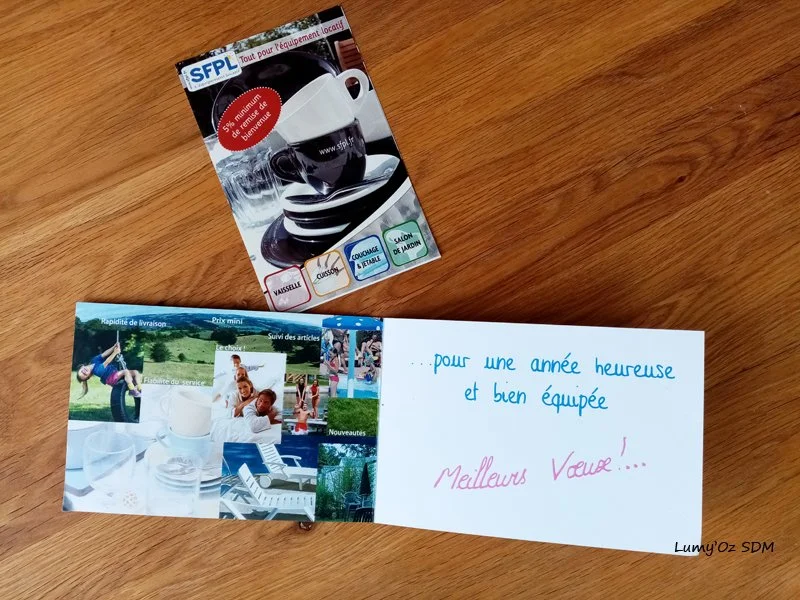 SFPL
Tout pour l'équipement locatif
5% minimum
de remise de
bienvenue
www.sfpl.fr
VAISSELLE
CUISSON
COUCHAGE
& JETABLE
SALON
DE JARDIN
Rapidité de livraison
Prix mini
Suivi des articles
Le choix !
Fiabilité du service
Nouveautés
...pour une année heureuse
et bien équipée
Meilleurs Vœux !...
Lumy'Oz SDM